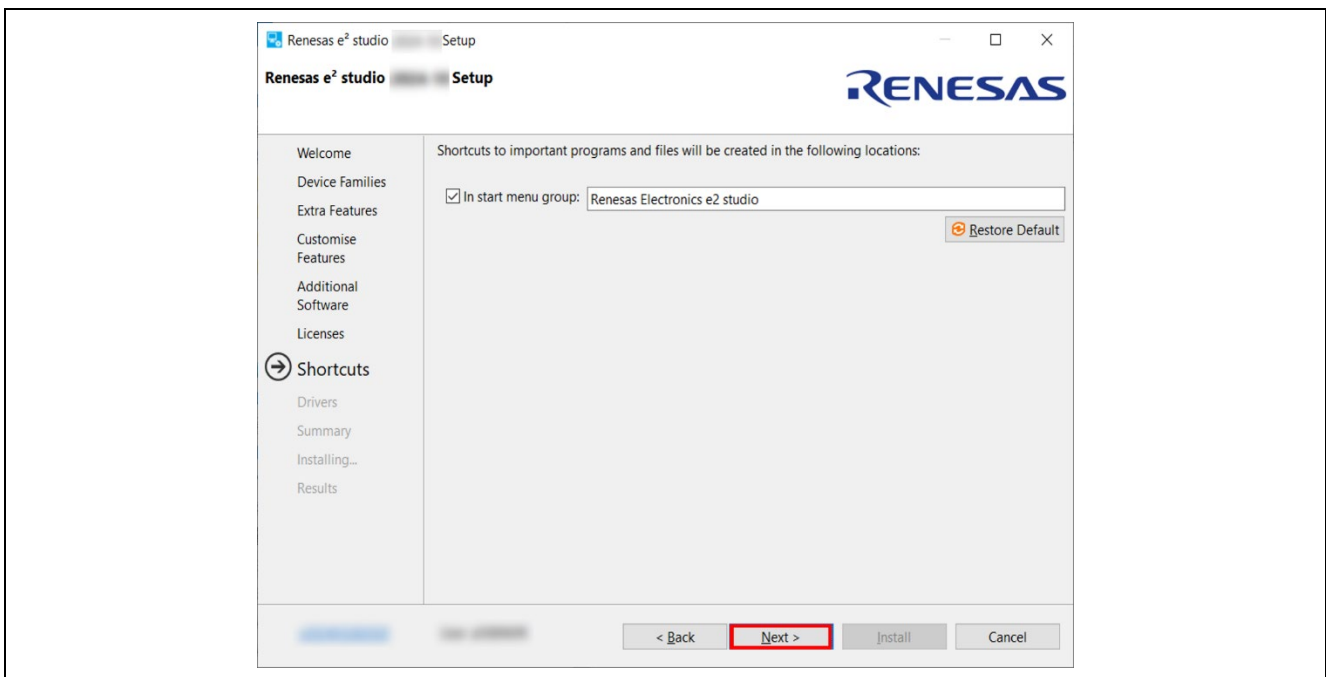 Renesas e² studio Setup
Renesas e² studio Setup
RENESAS
Welcome
Device Families
Extra Features
Customise
Features
Additional
Software
Licenses
Shortcuts
Drivers
Summary
Installing...
Results
Shortcuts to important programs and files will be created in the following locations:
In start menu group: Renesas Electronics e2 studio
Restore Default
< Back Next > Install Cancel